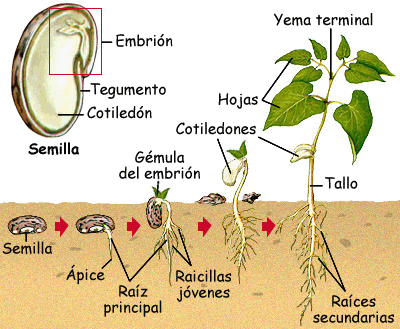 Embrión
Tegumento
Cotiledón
Semilla
Yema terminal
Hojas
Cotiledones
Gémula
del embrión
Tallo
Semilla
Ápice
Raíz
principal
Raicillas
jóvenes
Raíces
secundarias